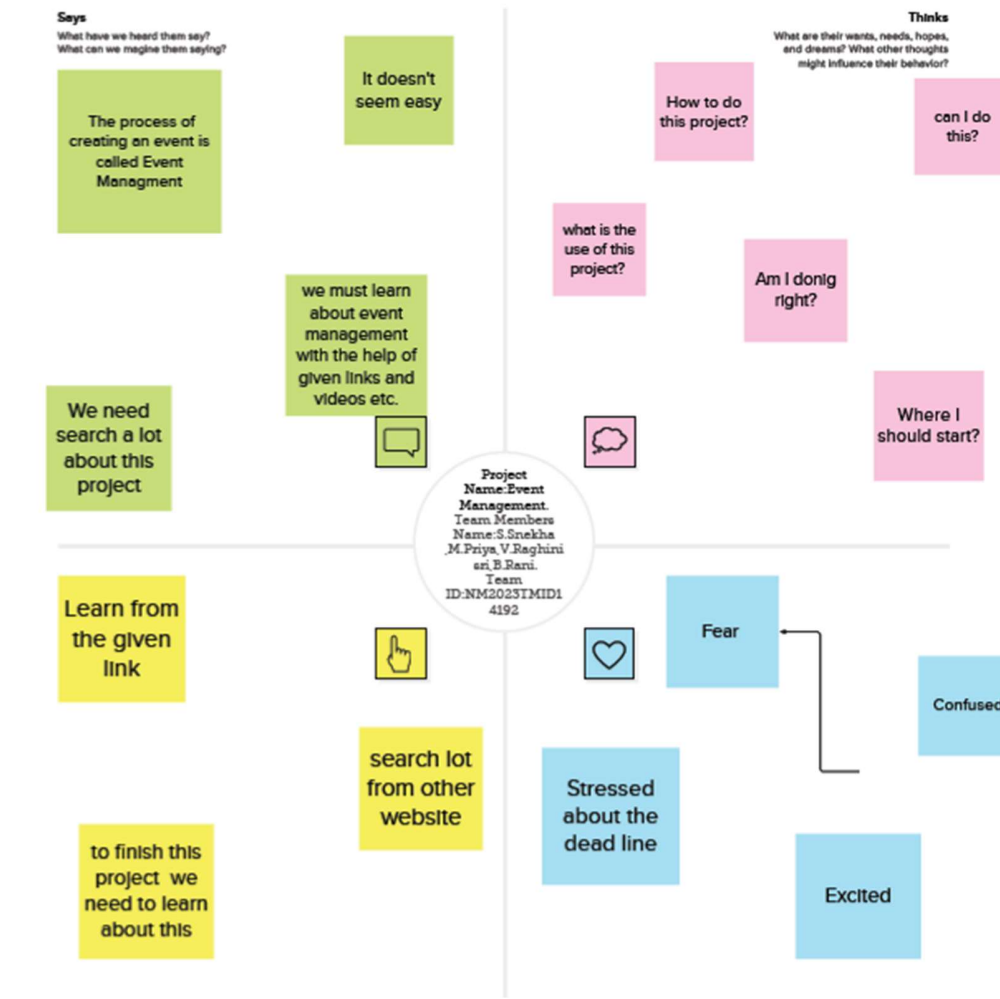 Says
What have we heard them say?
What can we magine them saying?
The process of
creating an event is
called Event
Managment
It doesn't
seem easy
we must learn
about event
management
with the help of
given links and
videos etc.
We need
search a lot
about this
project
Thinks
What are their wants, needs, hopes,
and dreams? What other thoughts
might influence their behavior?
How to do
this project?
can I do
this?
what is the
use of this
project?
Am I donig
right?
Where I
should start?
Project
Name:Event
Management.
Team Members
Name:S.Snekha
,M.Priya,V.Raghini
sri,B.Rani.
Team
ID:NM2023TMID1
4192
Learn from
the given
link
search lot
from other
website
to finish this
project we
need to learn
about this
Fear
Confused
Stressed
about the
dead line
Excited